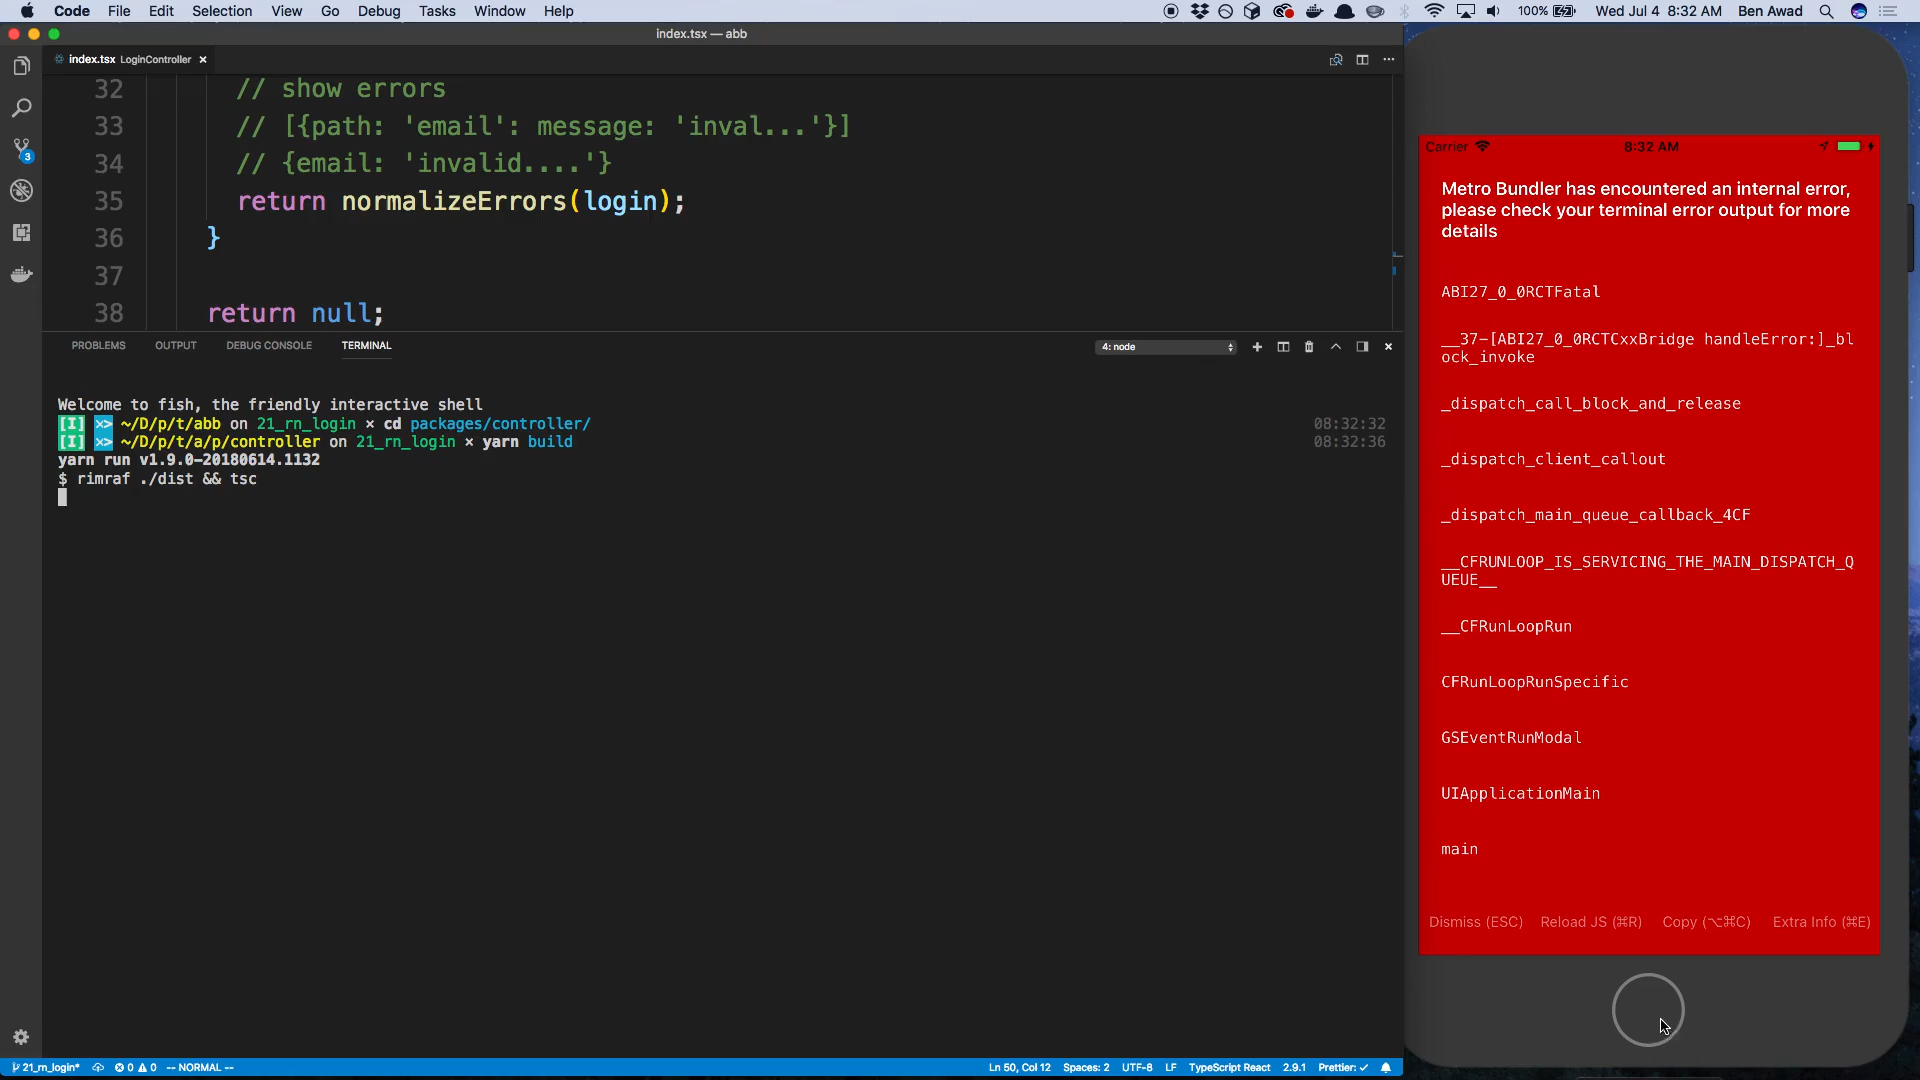 Code File Edit Selection View Go Debug Tasks Window Help
100% Wed Jul 4 8:32 AM Ben Awad
index.tsx — abb
index.tsx LoginController
32 // show errors
33 // [{path: 'email': message: 'inval...'}]
34 // {email: 'invalid....'}
35 return normalizeErrors(login);
36 }
37
38 return null;
PROBLEMS OUTPUT DEBUG CONSOLE TERMINAL 4: node
Welcome to fish, the friendly interactive shell
[I] >> ~/D/p/t/abb on 21_rn_login × cd packages/controller/ 08:32:32
[I] >> ~/D/p/t/a/p/controller on 21_rn_login × yarn build 08:32:36
yarn run v1.9.0-20180614.1132
$ rimraf ./dist && tsc
3
21_rn_login* 0 0 -- NORMAL -- Ln 50, Col 12 Spaces: 2 UTF-8 LF TypeScript React 2.9.1 Prettier: ✓
Carrier 8:32 AM
Metro Bundler has encountered an internal error,
please check your terminal error output for more
details
ABI27_0_0RCTFatal
__37-[ABI27_0_0RCTCxxBridge handleError:]_bl
ock_invoke
_dispatch_call_block_and_release
_dispatch_client_callout
_dispatch_main_queue_callback_4CF
__CFRUNLOOP_IS_SERVICING_THE_MAIN_DISPATCH_Q
UEUE__
__CFRunLoopRun
CFRunLoopRunSpecific
GSEventRunModal
UIApplicationMain
main
Dismiss (ESC) Reload JS (⌘R) Copy (⌥⌘C) Extra Info (⌘E)